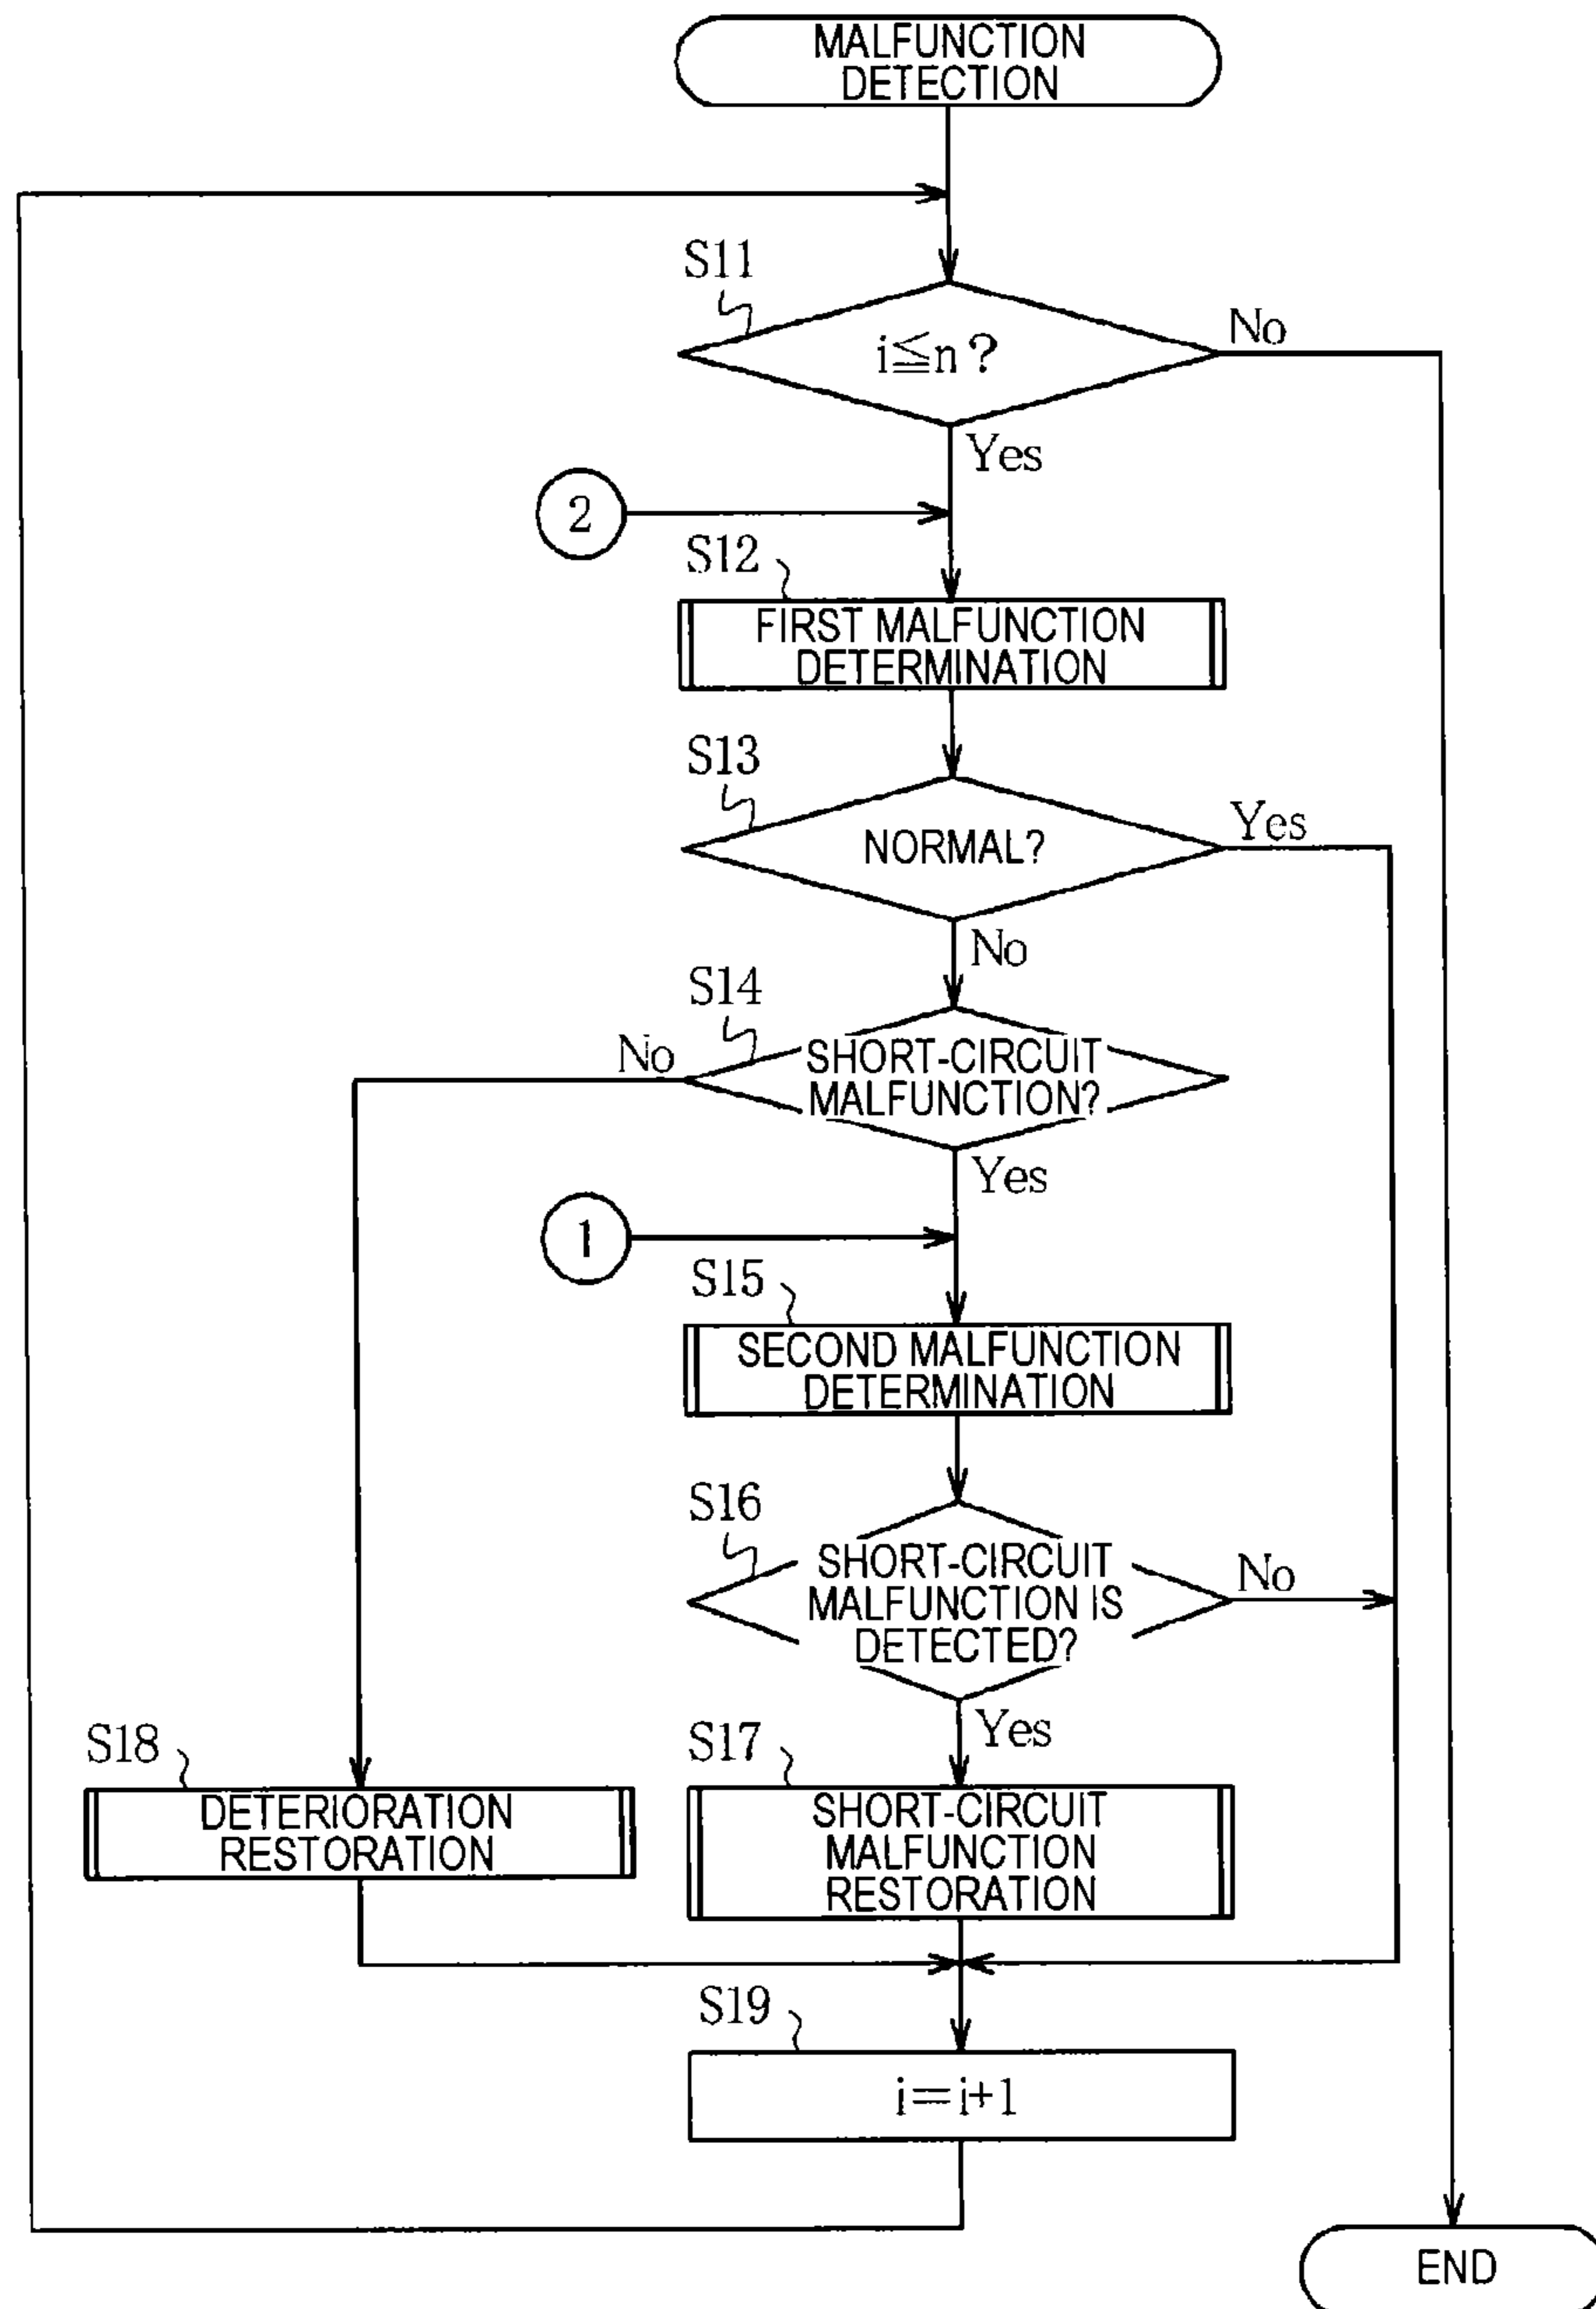 MALFUNCTION
DETECTION
S11
i≦n?
No
Yes
2
S12
FIRST MALFUNCTION
DETERMINATION
S13
NORMAL?
Yes
No
S14
No
SHORT-CIRCUIT
MALFUNCTION?
Yes
1
S15
SECOND MALFUNCTION
DETERMINATION
S16
SHORT-CIRCUIT
MALFUNCTION IS
DETECTED?
No
Yes
S18
DETERIORATION
RESTORATION
S17
SHORT-CIRCUIT
MALFUNCTION
RESTORATION
S19
i=i+1
END